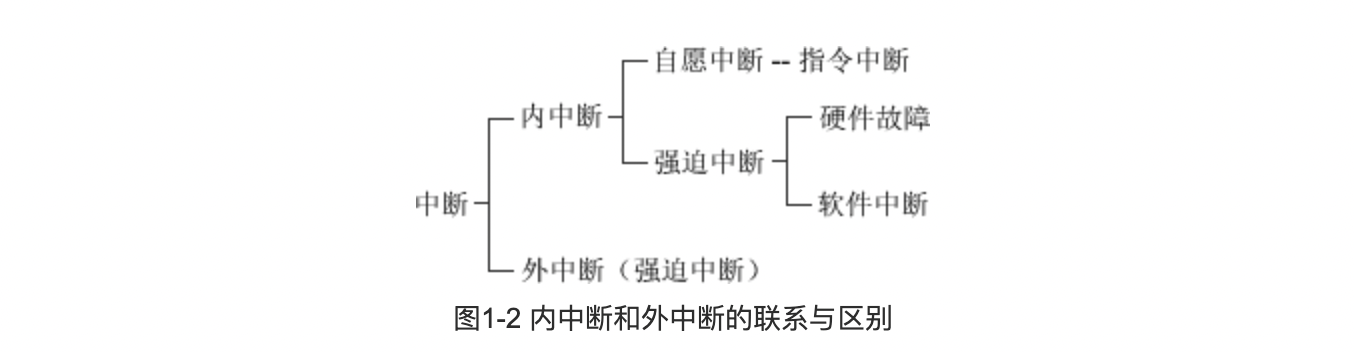 自愿中断 -- 指令中断
内中断
硬件故障
强迫中断
中断
软件中断
外中断（强迫中断）
图1-2 内中断和外中断的联系与区别